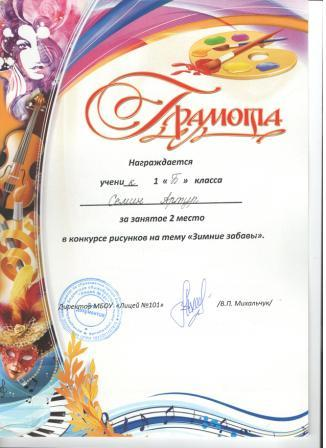 Грамота
Награждается
учени к 1 « Б » класса
Семин Артур
за занятое 2 место
в конкурсе рисунков на тему «Зимние забавы».
Директор МБОУ «Лицей №101» /В.П. Михальчук/